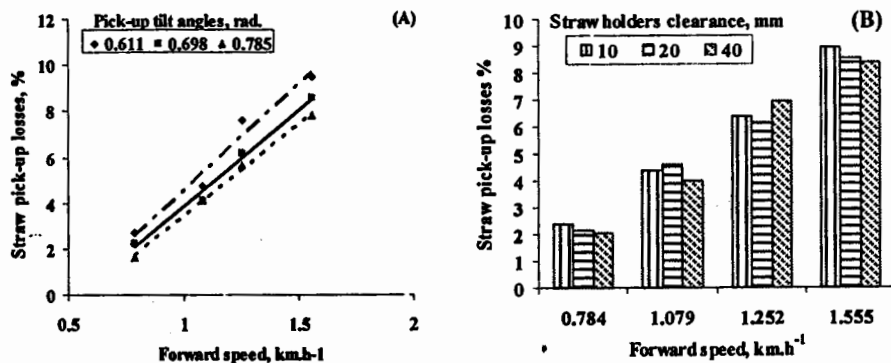 Pick-up tilt angles, rad.
(A)
0.611 0.698 0.785
Straw pick-up losses, %
12
10
8
6
4
2
0
0.5 1 1.5 2
Forward speed, km.h-1
Straw holders clearance, mm
(B)
10 20 40
Straw pick-up losses %
10
9
8
7
6
5
4
3
2
1
0
0.784 1.079 1.252 1.555
Forward speed, km.h-1